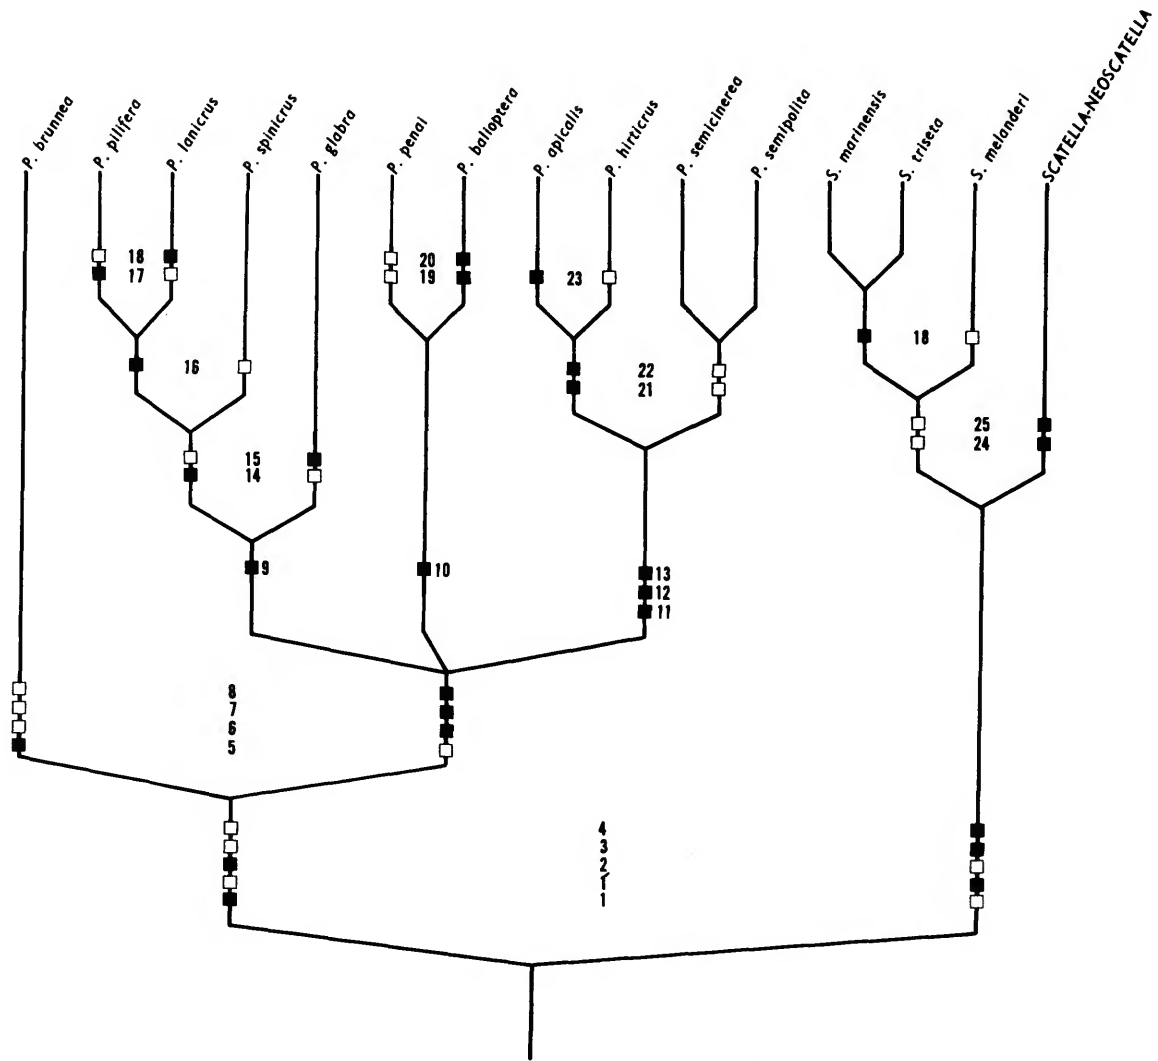 P. brunnea
P. pilifera
P. lanicrus
P. spinicrus
P. glabra
P. penai
P. balioptera
P. apicalis
P. hirticrus
P. semicinerea
P. semipolita
S. marinensis
S. triseta
S. melanderi
SCATELLA-NEOSCATELLA
18
17
20
19
23
16
22
21
18
15
14
25
24
9
10
13
12
11
8
7
6
5
4
3
2
1́
1